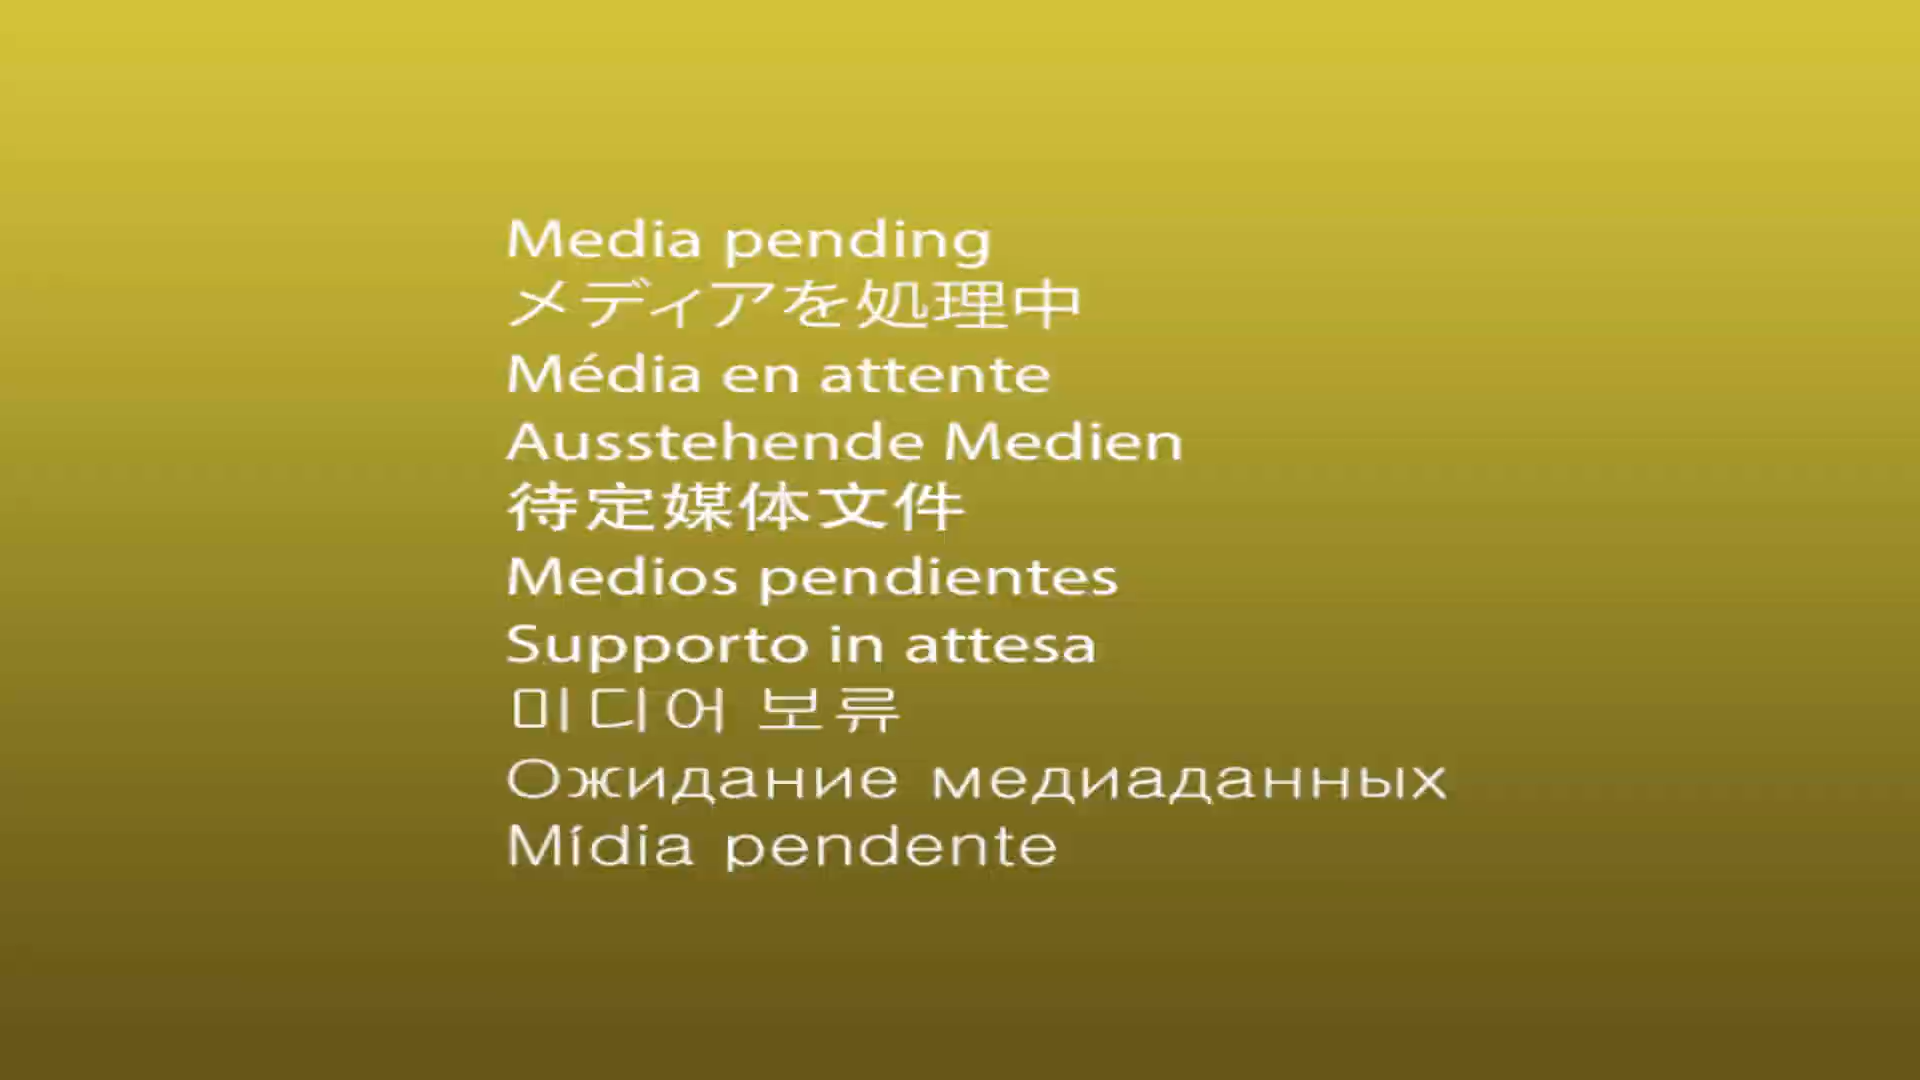 Media pending
メディアを処理中
Média en attente
Ausstehende Medien
待定媒体文件
Medios pendientes
Supporto in attesa
미디어 보류
Ожидание медиаданных
Mídia pendente